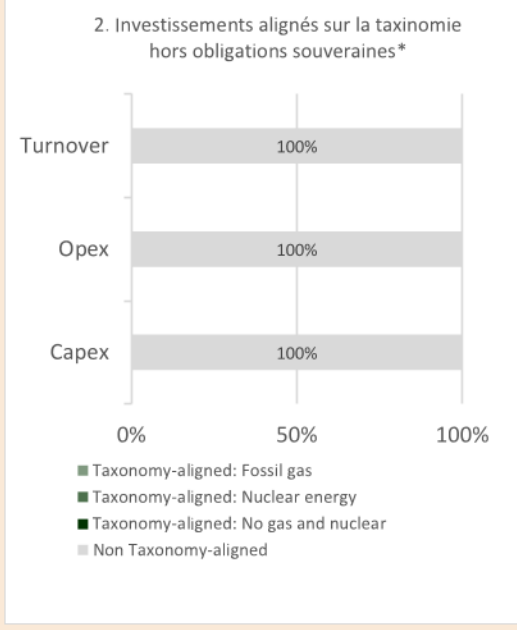 2. Investissements alignés sur la taxinomie
hors obligations souveraines*
Turnover
100%
Opex
100%
Capex
100%
0%
50%
100%
Taxonomy-aligned: Fossil gas
Taxonomy-aligned: Nuclear energy
Taxonomy-aligned: No gas and nuclear
Non Taxonomy-aligned